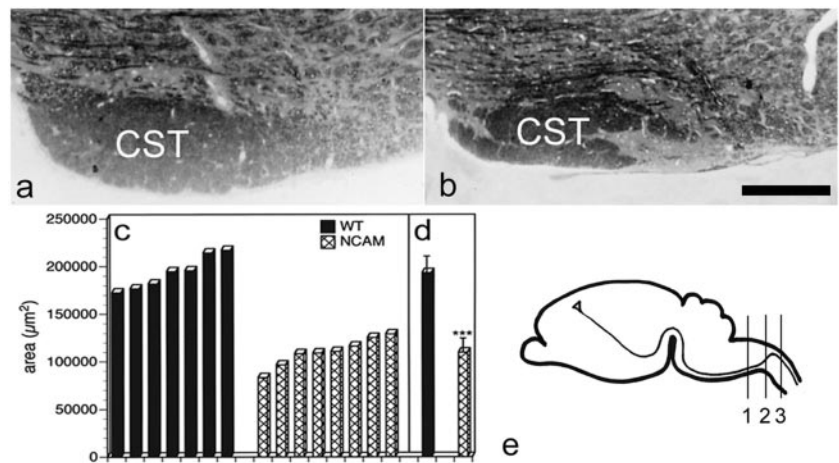 CST
a
CST
b
250000
200000
150000
100000
50000
0
area (µm²)
c
WT
NCAM
d
***
1 2 3
e